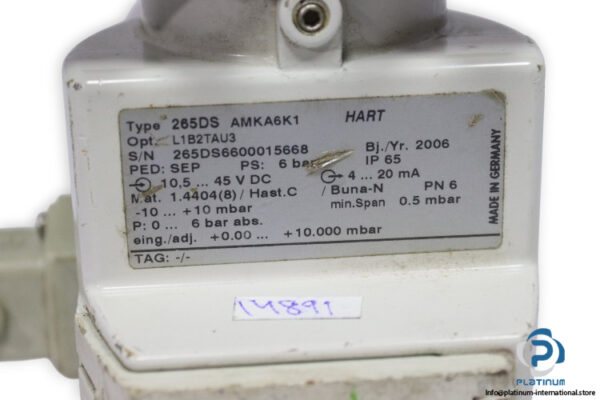 Type 265DS AMKA6K1 HART
Opt. L1B2TAU3
S/N 265DS6600015668 Bj./Yr. 2006
PED: SEP PS: 6 bar IP 65
10,5 ... 45 V DC 4 ... 20 mA
Mat. 1.4404(8) / Hast.C / Buna-N PN 6
-10 ... +10 mbar min.Span 0.5 mbar
P: 0 ... 6 bar abs.
eing./adj. +0.00 ... +10.000 mbar
TAG: -/-
MADE IN GERMANY
14891
PLATINUM
INTERNATIONAL
info@platinum-international.store